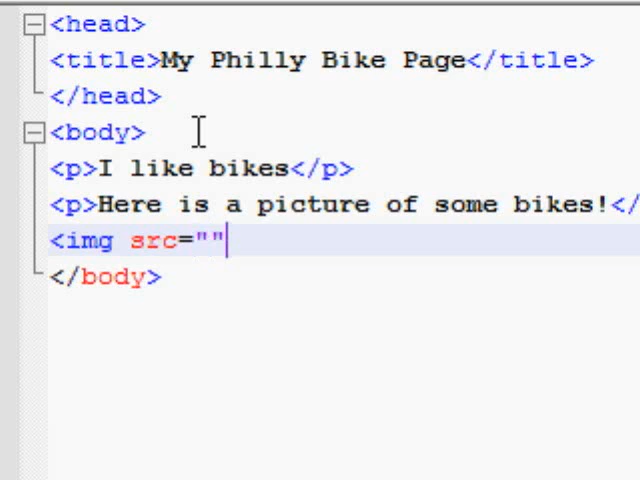 <head>
<title>My Philly Bike Page</title>
</head>
<body>
<p>I like bikes</p>
<p>Here is a picture of some bikes!</
<img src=""
</body>